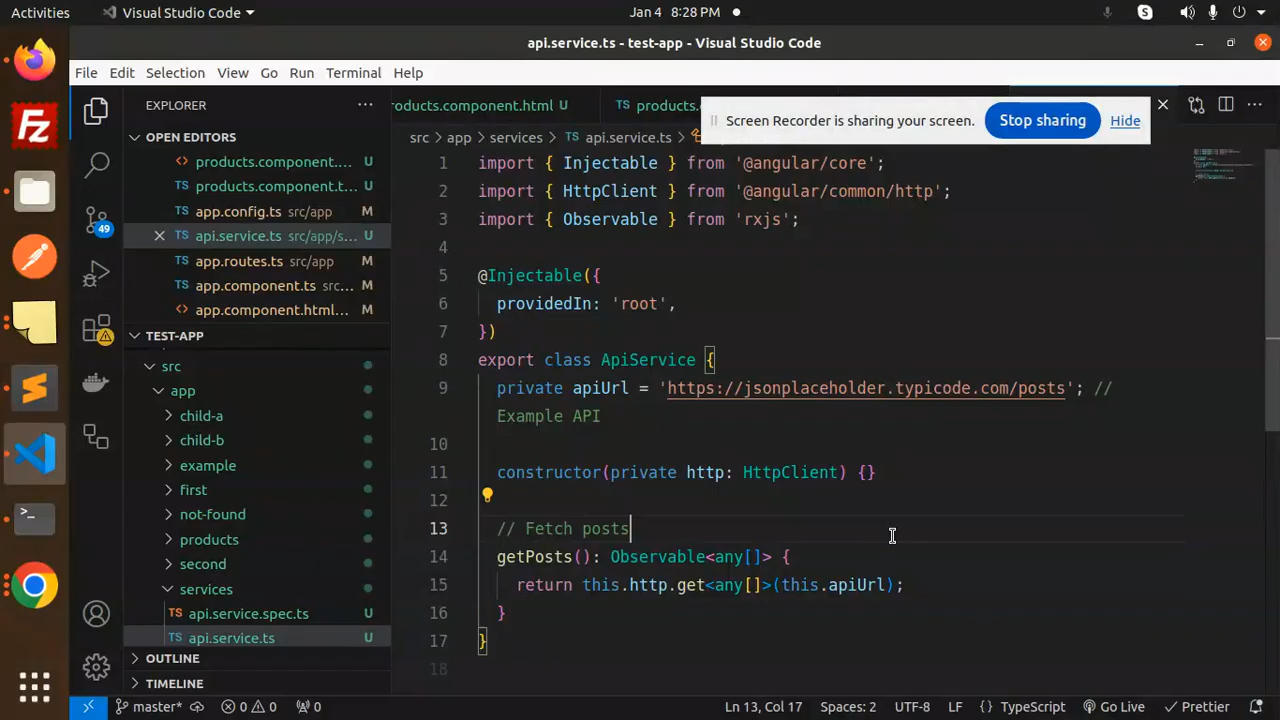 Activities
Visual Studio Code
Jan 4 8:28 PM
api.service.ts - test-app - Visual Studio Code
File Edit Selection View Go Run Terminal Help
EXPLORER
roducts.component.html U
TS products.
Screen Recorder is sharing your screen. Stop sharing Hide
OPEN EDITORS
products.component.... U
TS products.component.t... U
app.config.ts src/app M
TS api.service.ts src/app/s... U
TS app.routes.ts src/app M
TS app.component.ts src... M
app.component.html... M
TEST-APP
src
app
child-a
child-b
example
first
not-found
products
second
services
TS api.service.spec.ts U
TS api.service.ts U
OUTLINE
TIMELINE
49
src > app > services > TS api.service.ts >
1 import { Injectable } from '@angular/core';
2 import { HttpClient } from '@angular/common/http';
3 import { Observable } from 'rxjs';
4
5 @Injectable({
6 providedIn: 'root',
7 })
8 export class ApiService {
9 private apiUrl = 'https://jsonplaceholder.typicode.com/posts'; //
Example API
10
11 constructor(private http: HttpClient) {}
12
13 // Fetch posts
14 getPosts(): Observable<any[]> {
15 return this.http.get<any[]>(this.apiUrl);
16 }
17 }
18
master* 0 0 0 Ln 13, Col 17 Spaces: 2 UTF-8 LF {} TypeScript Go Live Prettier